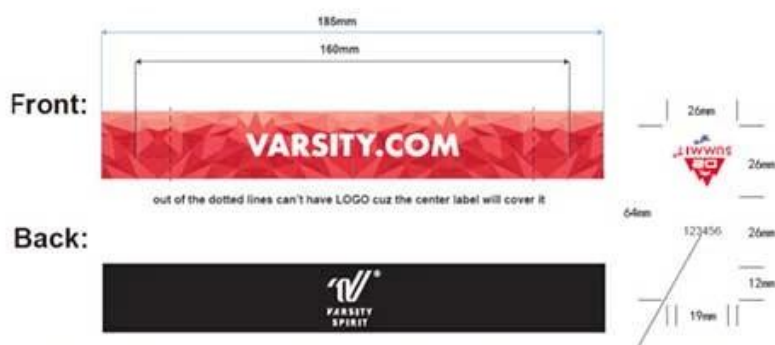 185mm
160mm
Front:
VARSITY.COM
out of the dotted lines can't have LOGO cuz the center label will cover it
Back:
VARSITY
SPIRIT
26mm
SUMMIT
26mm
64mm
123456
26mm
12mm
19mm